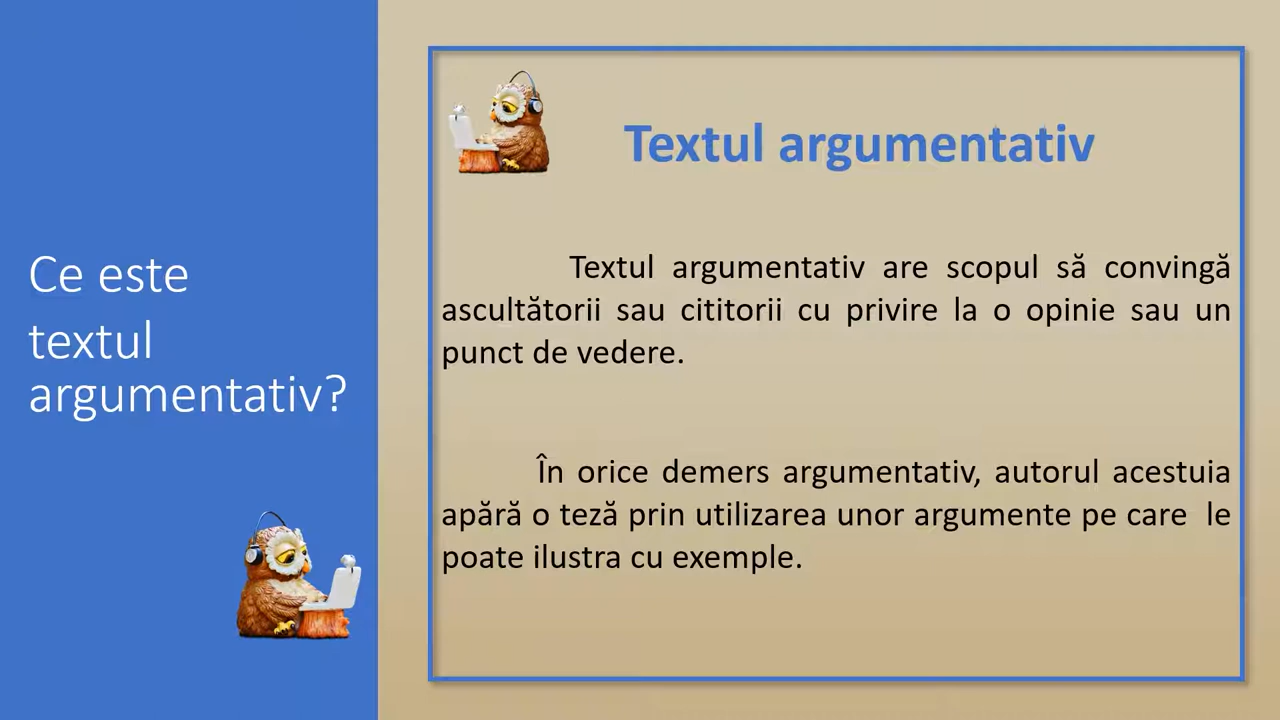 Ce este
textul
argumentativ?
Textul argumentativ
Textul argumentativ are scopul să convingă
ascultătorii sau cititorii cu privire la o opinie sau un
punct de vedere.
În orice demers argumentativ, autorul acestuia
apără o teză prin utilizarea unor argumente pe care le
poate ilustra cu exemple.